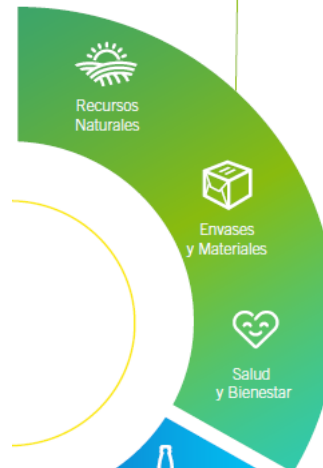 Recursos
Naturales
Envases
y Materiales
Salud
y Bienestar